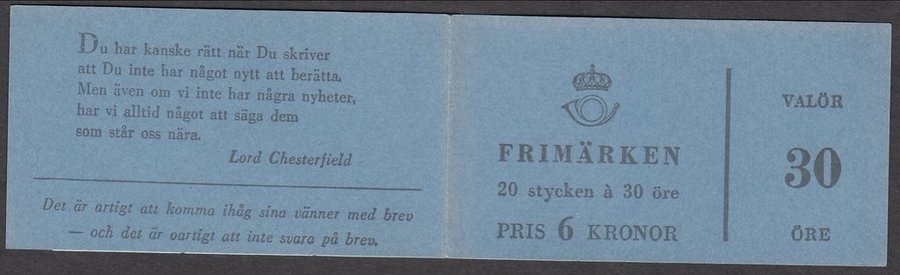 Du har kanske rätt när Du skriver
att Du inte har något nytt att berätta.
Men även om vi inte har några nyheter,
har vi alltid något att säga dem
som står oss nära.
Lord Chesterfield
Det är artigt att komma ihåg sina vänner med brev
— och det är oartigt att inte svara på brev.
FRIMÄRKEN
20 stycken à 30 öre
PRIS 6 KRONOR
VALÖR
30
ÖRE